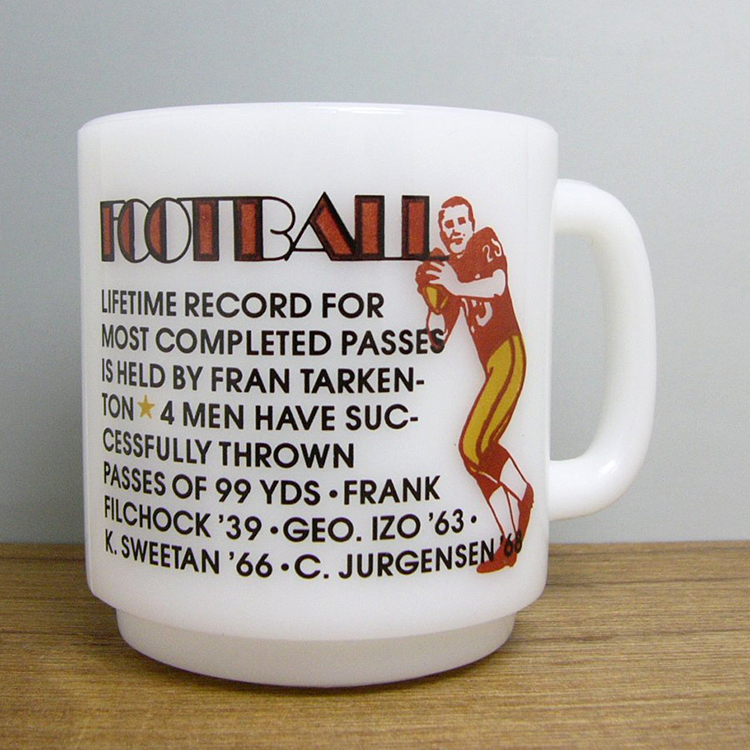 FOOTBALL
LIFETIME RECORD FOR
MOST COMPLETED PASSES
IS HELD BY FRAN TARKEN-
TON ★ 4 MEN HAVE SUC-
CESSFULLY THROWN
PASSES OF 99 YDS • FRANK
FILCHOCK '39 • GEO. IZO '63 •
K. SWEETAN '66 • C. JURGENSEN '68